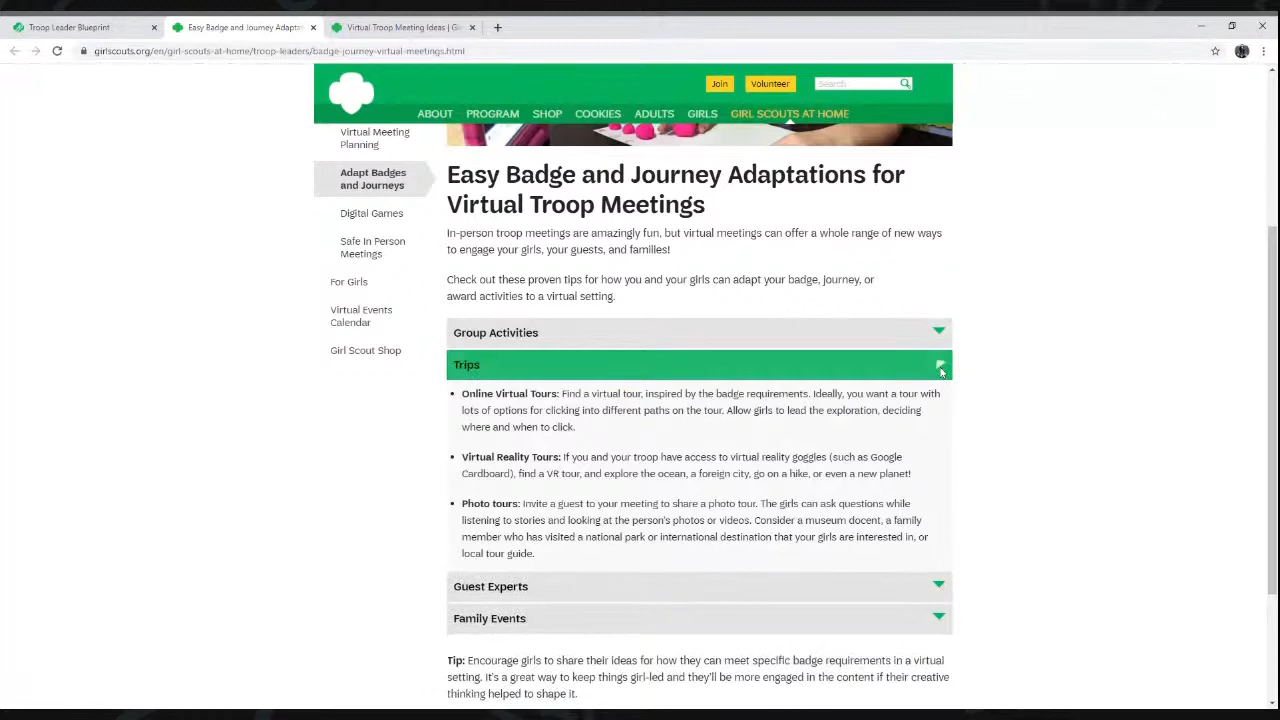 Troop Leader Blueprint
Easy Badge and Journey Adaptat
Virtual Troop Meeting Ideas | Gi
girlscouts.org/en/girl-scouts-at-home/troop-leaders/badge-journey-virtual-meetings.html
Join
Volunteer
Search
ABOUT PROGRAM SHOP COOKIES ADULTS GIRLS GIRL SCOUTS AT HOME
Virtual Meeting
Planning
Adapt Badges
and Journeys
Digital Games
Safe In Person
Meetings
For Girls
Virtual Events
Calendar
Girl Scout Shop
Easy Badge and Journey Adaptations for
Virtual Troop Meetings
In-person troop meetings are amazingly fun, but virtual meetings can offer a whole range of new ways
to engage your girls, your guests, and families!
Check out these proven tips for how you and your girls can adapt your badge, journey, or
award activities to a virtual setting.
Group Activities
Trips
• Online Virtual Tours: Find a virtual tour, inspired by the badge requirements. Ideally, you want a tour with
lots of options for clicking into different paths on the tour. Allow girls to lead the exploration, deciding
where and when to click.
• Virtual Reality Tours: If you and your troop have access to virtual reality goggles (such as Google
Cardboard), find a VR tour, and explore the ocean, a foreign city, go on a hike, or even a new planet!
• Photo tours: Invite a guest to your meeting to share a photo tour. The girls can ask questions while
listening to stories and looking at the person's photos or videos. Consider a museum docent, a family
member who has visited a national park or international destination that your girls are interested in, or
local tour guide.
Guest Experts
Family Events
Tip: Encourage girls to share their ideas for how they can meet specific badge requirements in a virtual
setting. It's a great way to keep things girl-led and they'll be more engaged in the content if their creative
thinking helped to shape it.